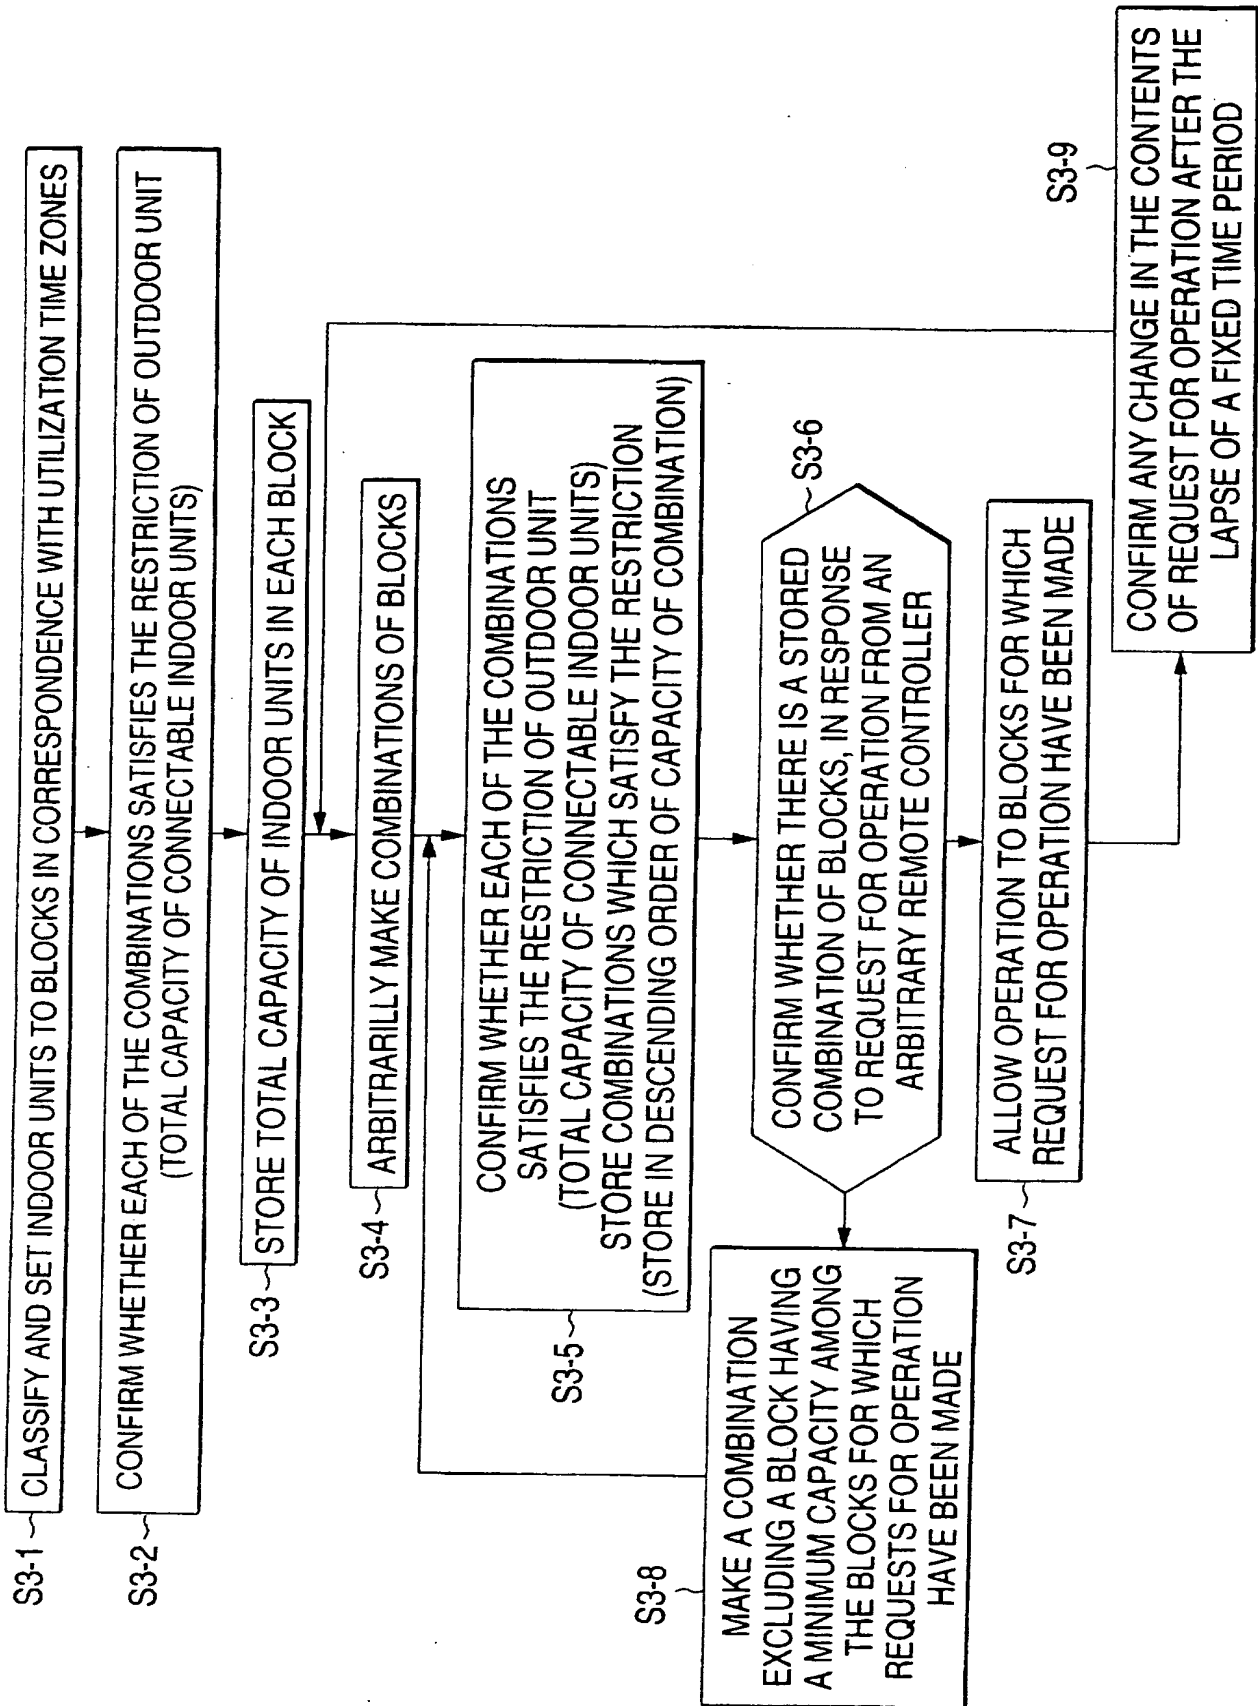 S3-1
CLASSIFY AND SET INDOOR UNITS TO BLOCKS IN CORRESPONDENCE WITH UTILIZATION TIME ZONES
S3-2
CONFIRM WHETHER EACH OF THE COMBINATIONS SATISFIES THE RESTRICTION OF OUTDOOR UNIT
(TOTAL CAPACITY OF CONNECTABLE INDOOR UNITS)
S3-3
STORE TOTAL CAPACITY OF INDOOR UNITS IN EACH BLOCK
S3-4
ARBITRARILLY MAKE COMBINATIONS OF BLOCKS
S3-5
CONFIRM WHETHER EACH OF THE COMBINATIONS
SATISFIES THE RESTRICTION OF OUTDOOR UNIT
(TOTAL CAPACITY OF CONNECTABLE INDOOR UNITS)
STORE COMBINATIONS WHICH SATISFY THE RESTRICTION
(STORE IN DESCENDING ORDER OF CAPACITY OF COMBINATION)
S3-6
CONFIRM WHETHER THERE IS A STORED
COMBINATION OF BLOCKS, IN RESPONSE
TO REQUEST FOR OPERATION FROM AN
ARBITRARY REMOTE CONTROLLER
S3-7
ALLOW OPERATION TO BLOCKS FOR WHICH
REQUEST FOR OPERATION HAVE BEEN MADE
S3-8
MAKE A COMBINATION
EXCLUDING A BLOCK HAVING
A MINIMUM CAPACITY AMONG
THE BLOCKS FOR WHICH
REQUESTS FOR OPERATION
HAVE BEEN MADE
S3-9
CONFIRM ANY CHANGE IN THE CONTENTS
OF REQUEST FOR OPERATION AFTER THE
LAPSE OF A FIXED TIME PERIOD